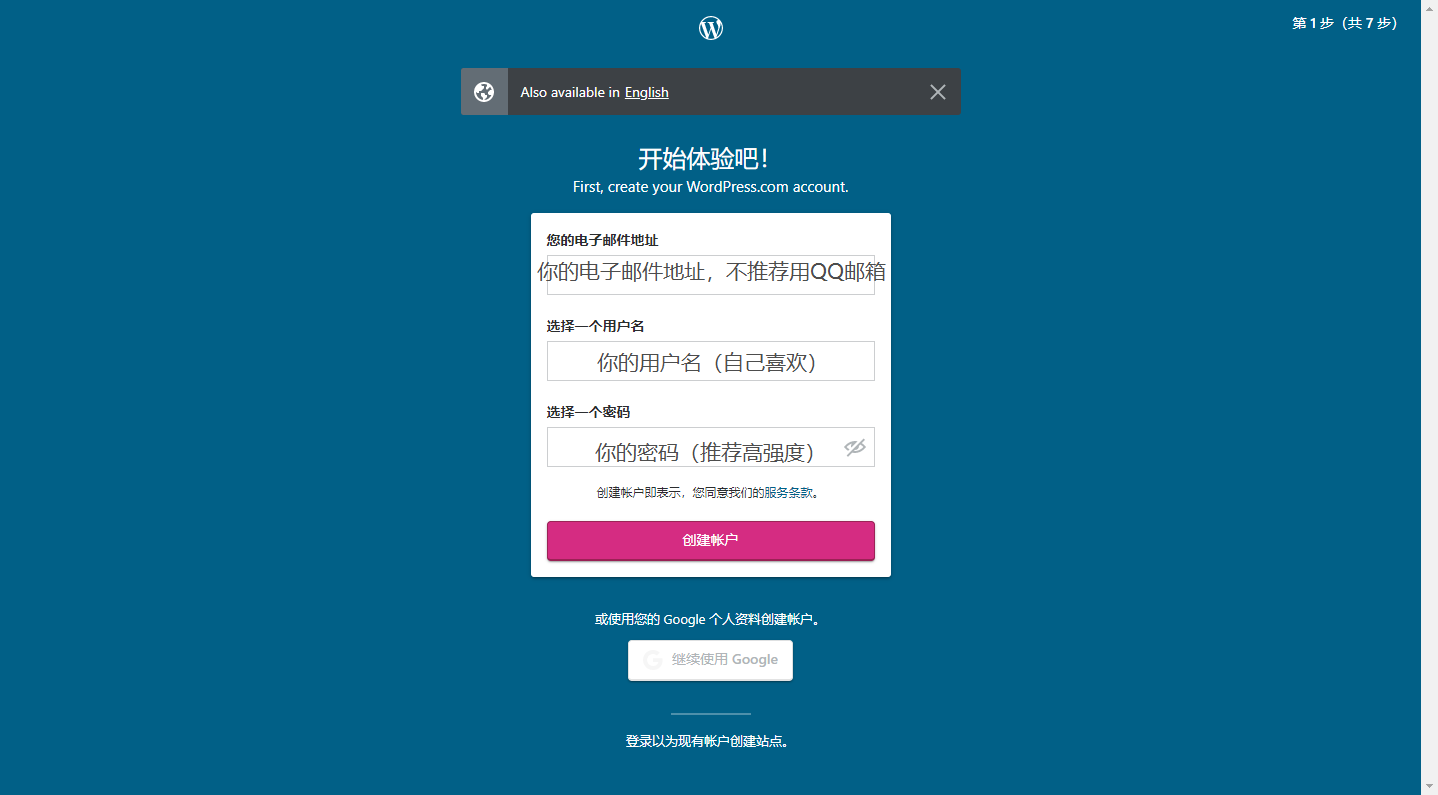 第 1 步（共 7 步）
Also available in English
开始体验吧！
First, create your WordPress.com account.
您的电子邮件地址
你的电子邮件地址，不推荐用QQ邮箱
选择一个用户名
你的用户名（自己喜欢）
选择一个密码
你的密码（推荐高强度）
创建帐户即表示，您同意我们的服务条款。
创建帐户
或使用您的 Google 个人资料创建帐户。
继续使用 Google
登录以为现有帐户创建站点。